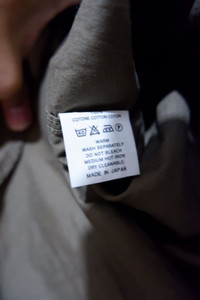 COTONE COTTON COTON
WARM
WASH SEPARATELY
DO NOT BLEACH
MEDIUM HOT IRON
DRY CLEANABLE
MADE IN JAPAN